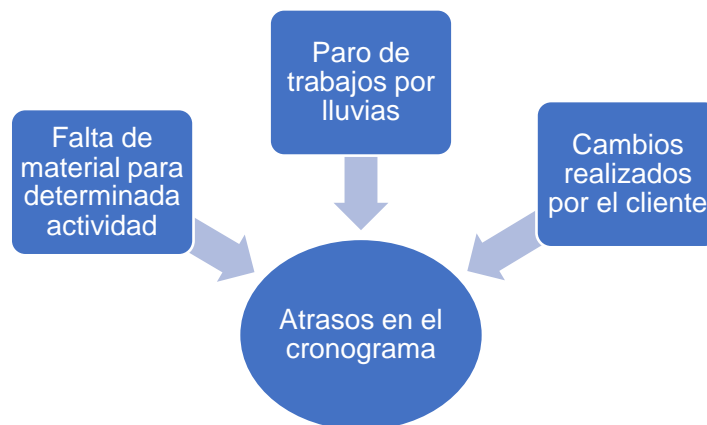 Paro de
trabajos por
lluvias
Falta de
material para
determinada
actividad
Cambios
realizados
por el cliente
Atrasos en el
cronograma